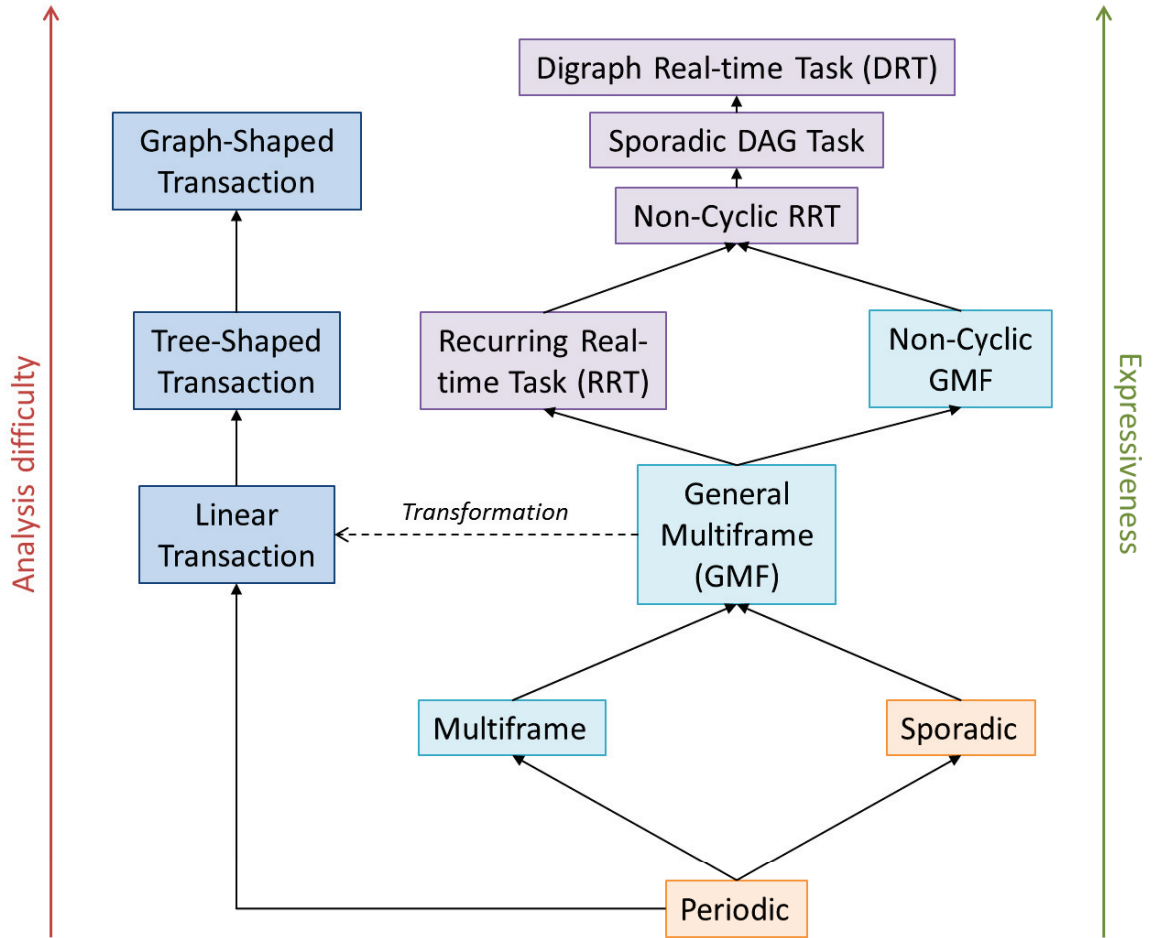 Digraph Real-time Task (DRT)
Graph-Shaped
Transaction
Sporadic DAG Task
Non-Cyclic RRT
Tree-Shaped
Transaction
Recurring Real-
time Task (RRT)
Non-Cyclic
GMF
Analysis difficulty
Expressiveness
Linear
Transaction
Transformation
General
Multiframe
(GMF)
Multiframe
Sporadic
Periodic